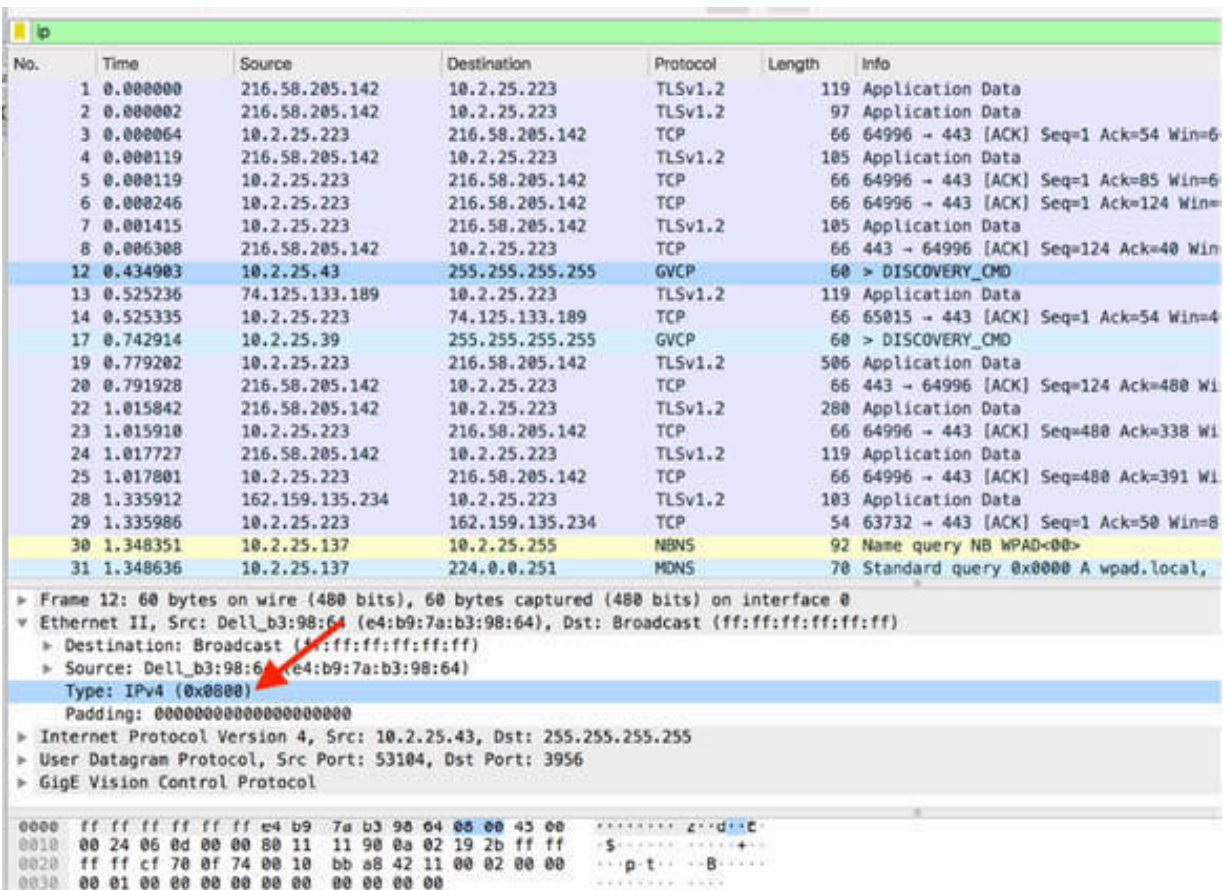 ip
No. Time Source Destination Protocol Length Info
1 0.000000 216.58.205.142 10.2.25.223 TLSv1.2 119 Application Data
2 0.000002 216.58.205.142 10.2.25.223 TLSv1.2 97 Application Data
3 0.000064 10.2.25.223 216.58.205.142 TCP 66 64996 → 443 [ACK] Seq=1 Ack=54 Win=6
4 0.000119 216.58.205.142 10.2.25.223 TLSv1.2 105 Application Data
5 0.000119 10.2.25.223 216.58.205.142 TCP 66 64996 → 443 [ACK] Seq=1 Ack=85 Win=6
6 0.000246 10.2.25.223 216.58.205.142 TCP 66 64996 → 443 [ACK] Seq=1 Ack=124 Win=
7 0.001415 10.2.25.223 216.58.205.142 TLSv1.2 105 Application Data
8 0.006308 216.58.205.142 10.2.25.223 TCP 66 443 → 64996 [ACK] Seq=124 Ack=40 Win
12 0.434903 10.2.25.43 255.255.255.255 GVCP 60 > DISCOVERY_CMD
13 0.525236 74.125.133.189 10.2.25.223 TLSv1.2 119 Application Data
14 0.525335 10.2.25.223 74.125.133.189 TCP 66 65015 → 443 [ACK] Seq=1 Ack=54 Win=4
17 0.742914 10.2.25.39 255.255.255.255 GVCP 60 > DISCOVERY_CMD
19 0.779202 10.2.25.223 216.58.205.142 TLSv1.2 506 Application Data
20 0.791928 216.58.205.142 10.2.25.223 TCP 66 443 → 64996 [ACK] Seq=124 Ack=480 Wi
22 1.015842 216.58.205.142 10.2.25.223 TLSv1.2 280 Application Data
23 1.015910 10.2.25.223 216.58.205.142 TCP 66 64996 → 443 [ACK] Seq=480 Ack=338 Wi
24 1.017727 216.58.205.142 10.2.25.223 TLSv1.2 119 Application Data
25 1.017801 10.2.25.223 216.58.205.142 TCP 66 64996 → 443 [ACK] Seq=480 Ack=391 Wi
28 1.335912 162.159.135.234 10.2.25.223 TLSv1.2 103 Application Data
29 1.335986 10.2.25.223 162.159.135.234 TCP 54 63732 → 443 [ACK] Seq=1 Ack=50 Win=8
30 1.348351 10.2.25.137 10.2.25.255 NBNS 92 Name query NB WPAD<00>
31 1.348636 10.2.25.137 224.0.0.251 MDNS 70 Standard query 0x0000 A wpad.local,
Frame 12: 60 bytes on wire (480 bits), 60 bytes captured (480 bits) on interface 0
Ethernet II, Src: Dell_b3:98:64 (e4:b9:7a:b3:98:64), Dst: Broadcast (ff:ff:ff:ff:ff:ff)
Destination: Broadcast (ff:ff:ff:ff:ff:ff)
Source: Dell_b3:98:64 (e4:b9:7a:b3:98:64)
Type: IPv4 (0x0800)
Padding: 00000000000000000000
Internet Protocol Version 4, Src: 10.2.25.43, Dst: 255.255.255.255
User Datagram Protocol, Src Port: 53104, Dst Port: 3956
GigE Vision Control Protocol
0000 ff ff ff ff ff ff e4 b9 7a b3 98 64 08 00 45 00 ········ z··d··E·
0010 00 24 06 0d 00 00 80 11 11 90 0a 02 19 2b ff ff ·$······ ·····+··
0020 ff ff cf 70 0f 74 00 10 bb a8 42 11 00 02 00 00 ···p·t·· ··B·····
0030 00 01 00 00 00 00 00 00 00 00 00 00 ········ ····